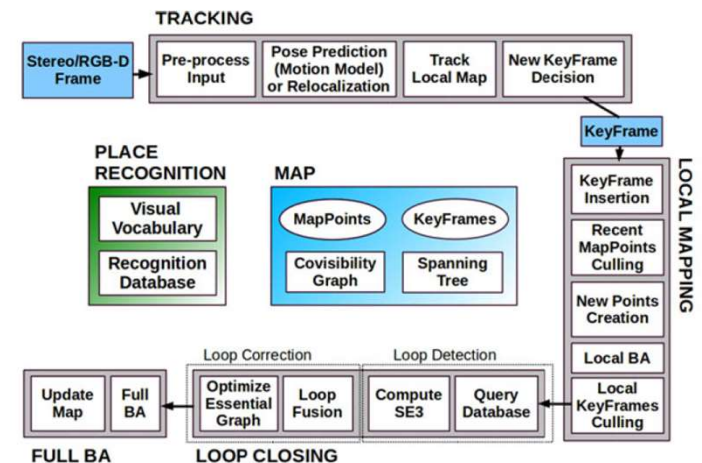 TRACKING
Stereo/RGB-D
Frame
Pre-process
Input
Pose Prediction
(Motion Model)
or Relocalization
Track
Local Map
New KeyFrame
Decision
KeyFrame
PLACE
RECOGNITION
Visual
Vocabulary
Recognition
Database
MAP
MapPoints
KeyFrames
Covisibility
Graph
Spanning
Tree
LOCAL MAPPING
KeyFrame
Insertion
Recent
MapPoints
Culling
New Points
Creation
Local BA
Local
KeyFrames
Culling
Loop Correction
Loop Detection
Optimize
Essential
Graph
Loop
Fusion
Compute
SE3
Query
Database
LOOP CLOSING
Update
Map
Full
BA
FULL BA